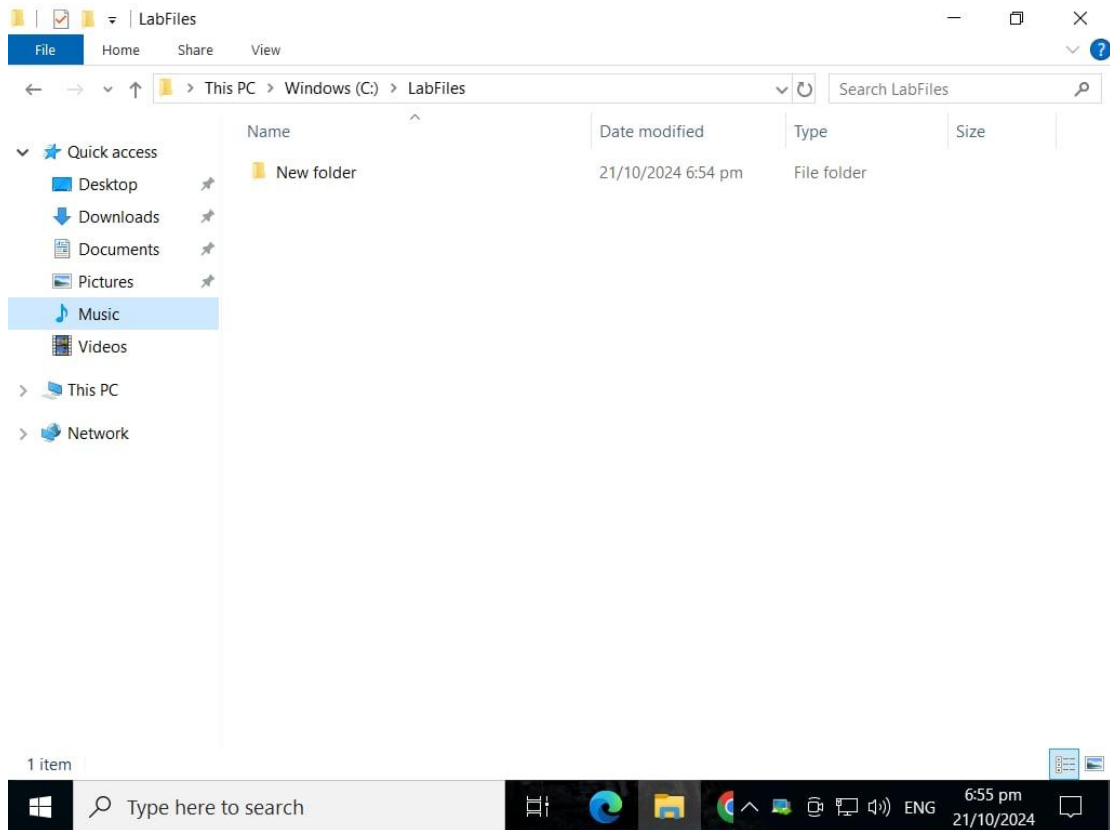 LabFiles
File Home Share View
This PC > Windows (C:) > LabFiles
Search LabFiles
Name Date modified Type Size
Quick access
New folder 21/10/2024 6:54 pm File folder
Desktop
Downloads
Documents
Pictures
Music
Videos
This PC
Network
1 item
Type here to search
ENG
6:55 pm
21/10/2024